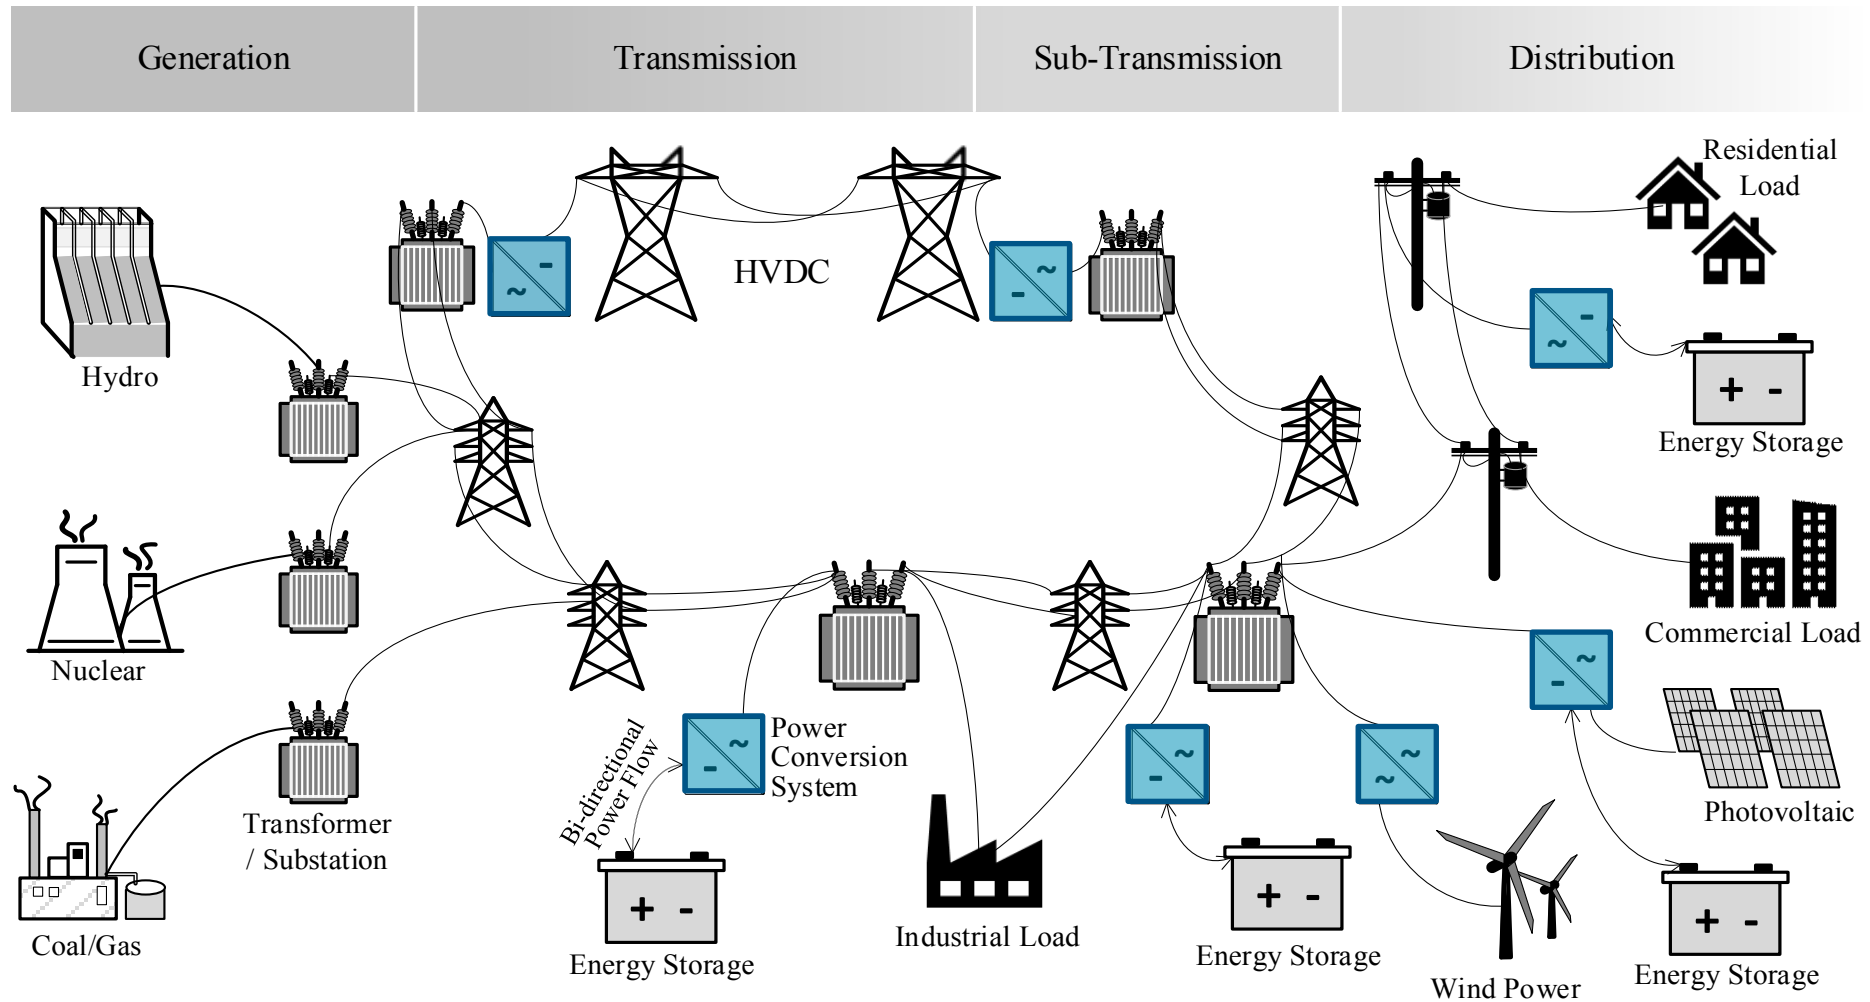 Generation
Transmission
Sub-Transmission
Distribution
Residential
Load
HVDC
Hydro
Energy Storage
Nuclear
Commercial Load
Bi-directional
Power Flow
Power
Conversion
System
Photovoltaic
Transformer
/ Substation
Coal/Gas
Energy Storage
Industrial Load
Energy Storage
Wind Power
Energy Storage